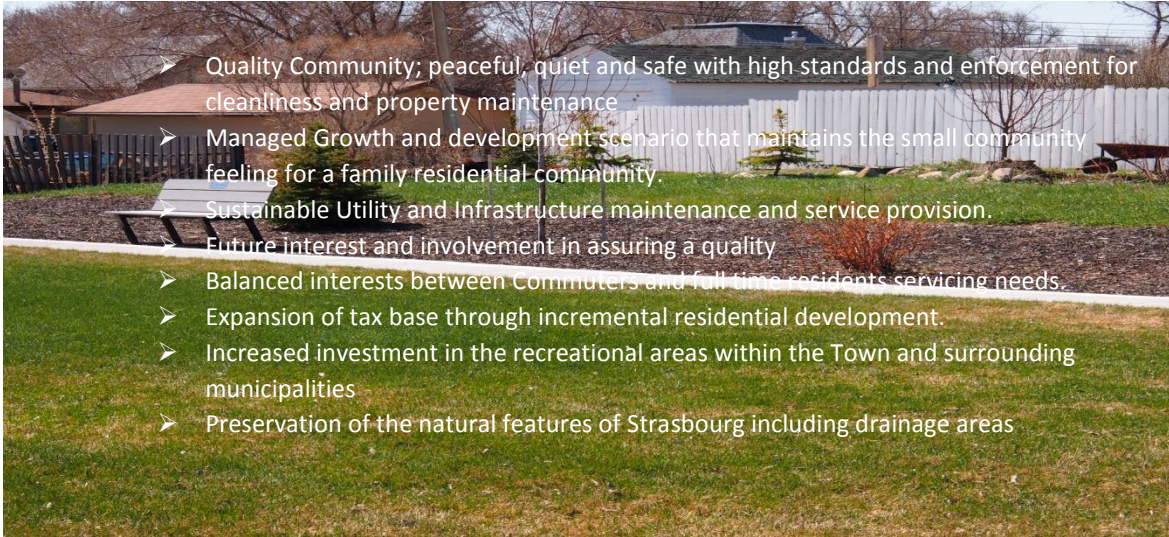 ➢ Quality Community; peaceful, quiet and safe with high standards and enforcement for
cleanliness and property maintenance
➢ Managed Growth and development scenario that maintains the small community
feeling for a family residential community.
➢ Sustainable Utility and Infrastructure maintenance and service provision.
➢ Future interest and involvement in assuring a quality
➢ Balanced interests between Commuters and full time residents servicing needs.
➢ Expansion of tax base through incremental residential development.
➢ Increased investment in the recreational areas within the Town and surrounding
municipalities
➢ Preservation of the natural features of Strasbourg including drainage areas